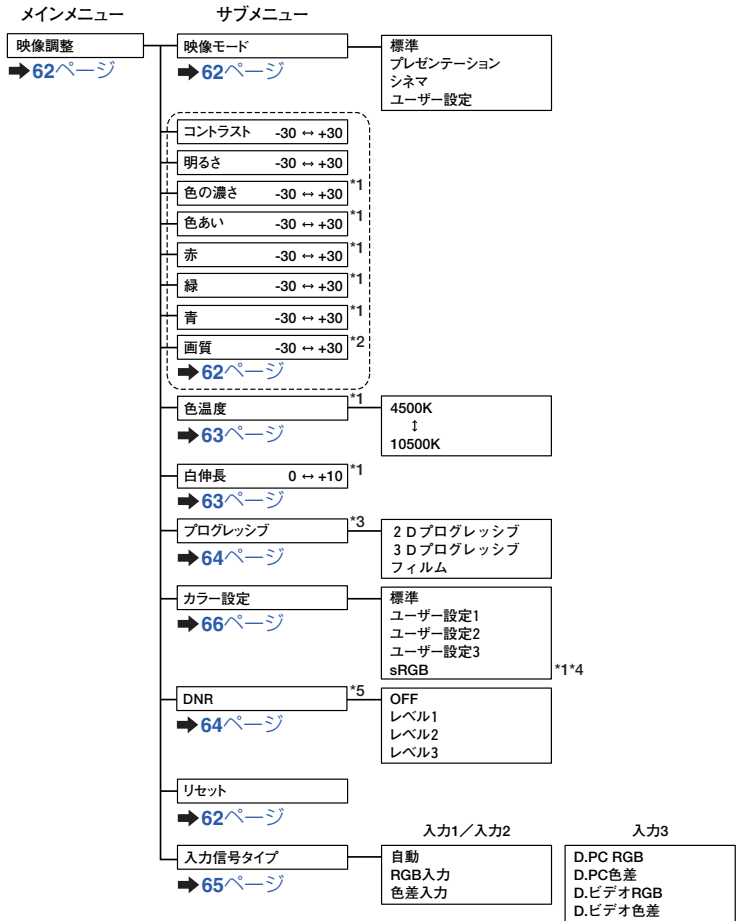 メインメニュー サブメニュー
映像調整 映像モード 標準
➡62ページ ➡62ページ プレゼンテーション
シネマ
ユーザー設定
コントラスト -30 ↔ +30
明るさ -30 ↔ +30
色の濃さ -30 ↔ +30 *1
色あい -30 ↔ +30 *1
赤 -30 ↔ +30 *1
緑 -30 ↔ +30 *1
青 -30 ↔ +30 *1
画質 -30 ↔ +30 *2
➡62ページ
色温度 *1 4500K
➡63ページ ↕
10500K
白伸長 0 ↔ +10 *1
➡63ページ
プログレッシブ *3 2Dプログレッシブ
➡64ページ 3Dプログレッシブ
フィルム
カラー設定 標準
➡66ページ ユーザー設定1
ユーザー設定2
ユーザー設定3
sRGB *1*4
DNR *5 OFF
➡64ページ レベル1
レベル2
レベル3
リセット
➡62ページ
入力1/入力2 入力3
入力信号タイプ 自動 D.PC RGB
➡65ページ RGB入力 D.PC色差
色差入力 D.ビデオRGB
D.ビデオ色差